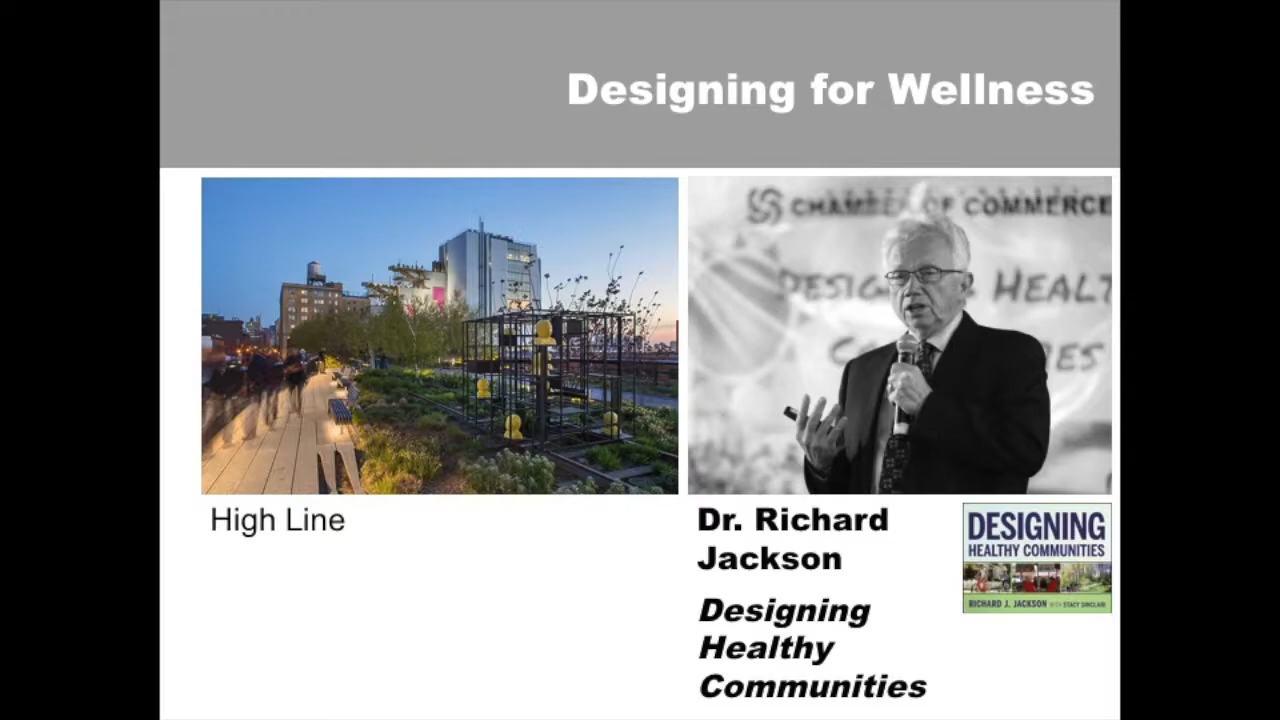 Designing for Wellness
CHAMBER OF COMMERCE
High Line
Dr. Richard
Jackson
Designing
Healthy
Communities
DESIGNING
HEALTHY COMMUNITIES
RICHARD J. JACKSON WITH STACY SINCLAIR